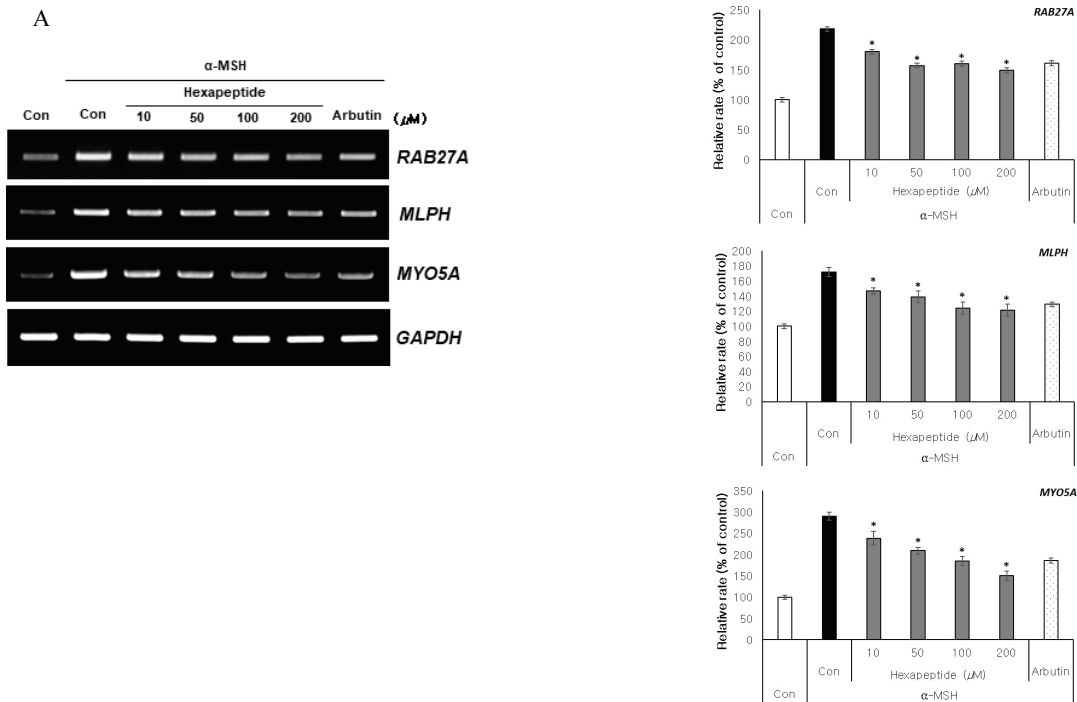 A
α-MSH
Hexapeptide
Con Con 10 50 100 200 Arbutin (μM)
RAB27A
MLPH
MYO5A
GAPDH
RAB27A
Relative rate (% of control)
250
200
150
100
50
0
10 50 100 200
Con Hexapeptide (μM) Arbutin
Con α-MSH
MLPH
Relative rate (% of control)
200
180
160
140
120
100
80
60
40
20
0
10 50 100 200
Con Hexapeptide (μM) Arbutin
Con α-MSH
MYO5A
Relative rate (% of control)
350
300
250
200
150
100
50
0
10 50 100 200
Con Hexapeptide (μM) Arbutin
Con α-MSH